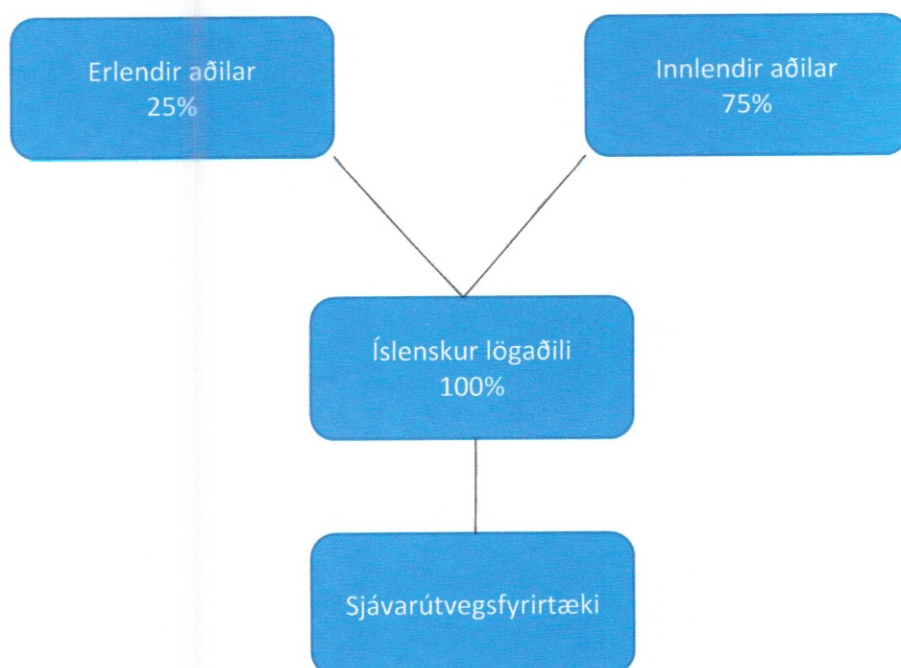 Erlendir aðilar
25%
Innlendir aðilar
75%
Íslenskur lögaðili
100%
Sjávarútvegsfyrirtæki